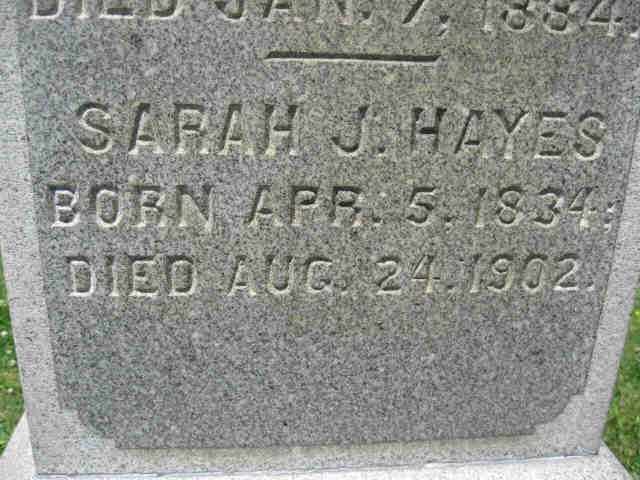 DIED JAN. 7, 1884.
SARAH J. HAYES
BORN APR. 5. 1834;
DIED AUG. 24. 1902.